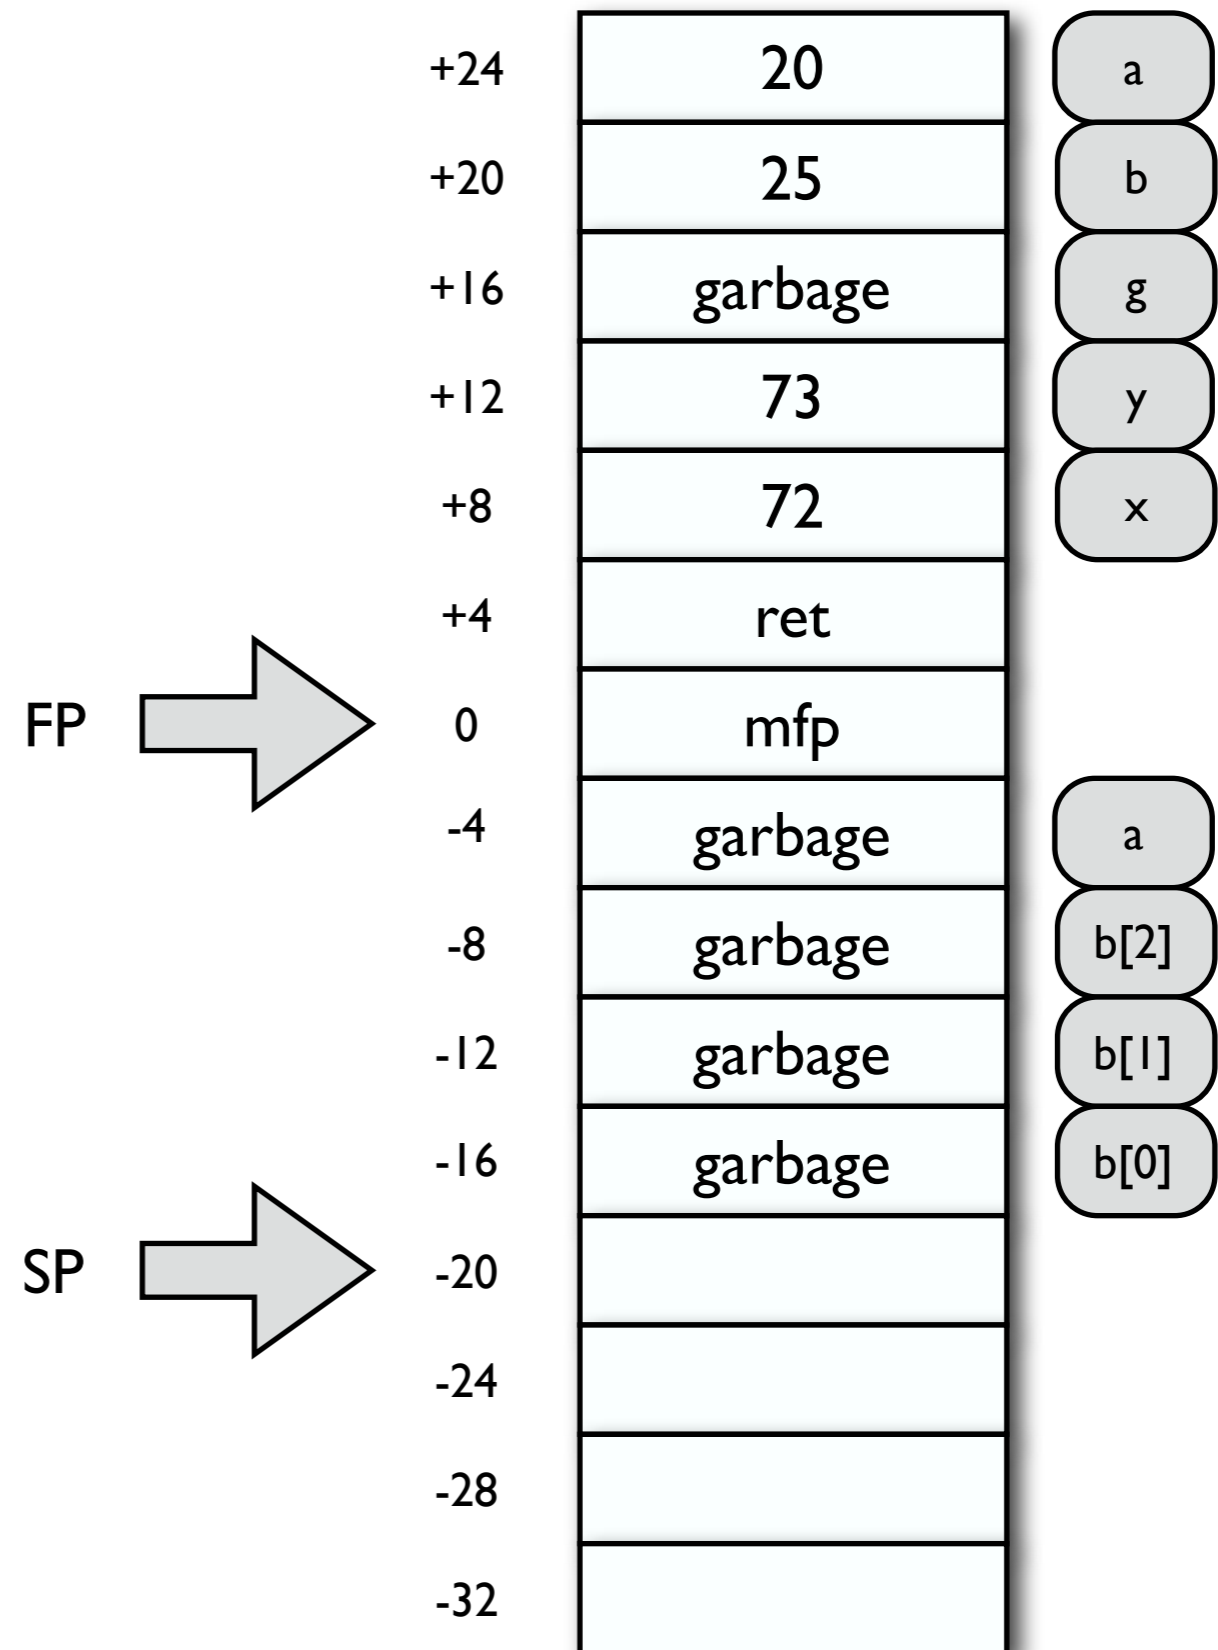 +24 20 a
+20 25 b
+16 garbage g
+12 73 y
+8 72 x
+4 ret
FP 0 mfp
-4 garbage a
-8 garbage b[2]
-12 garbage b[1]
-16 garbage b[0]
SP -20
-24
-28
-32